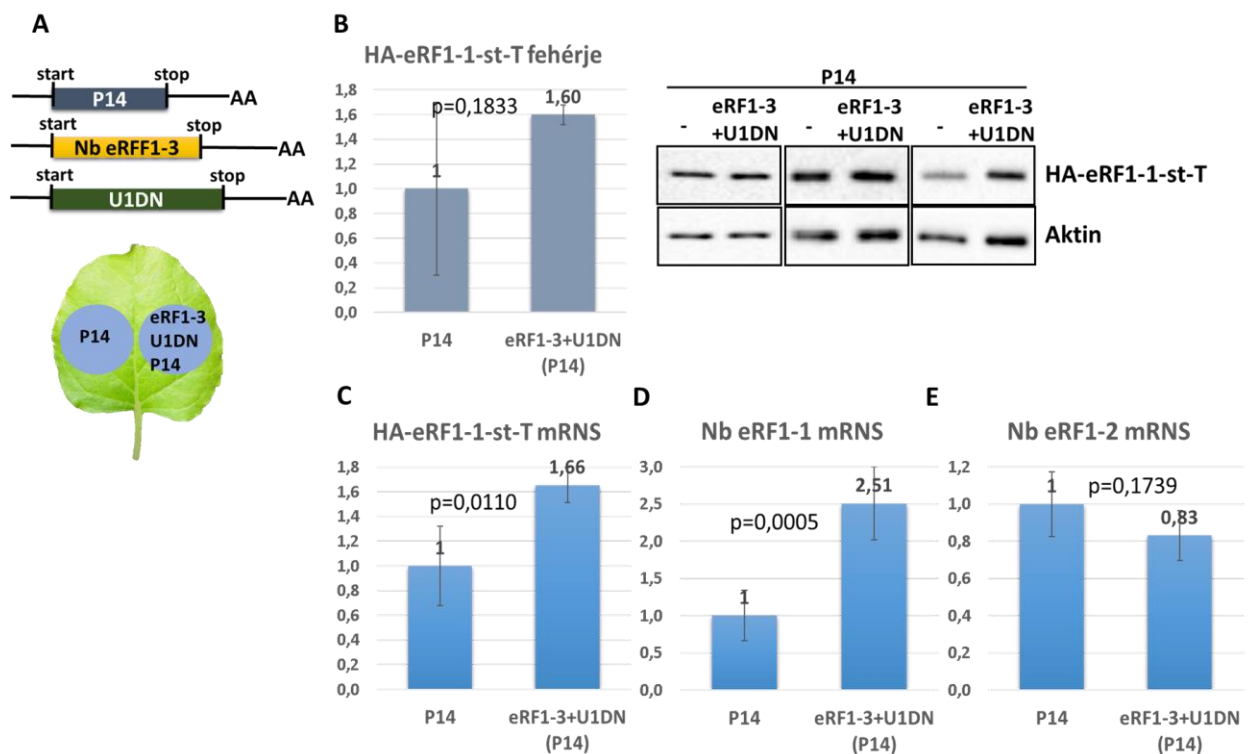 A
start stop
P14
AA
start stop
Nb eRFF1-3
AA
start stop
U1DN
AA
P14
eRF1-3
U1DN
P14
B
HA-eRF1-1-st-T fehérje
1,8
1,6
1,4
1,2
1,0
0,8
0,6
0,4
0,2
0,0
p=0,1833
1
1,60
P14
eRF1-3+U1DN
(P14)
P14
- eRF1-3
+U1DN
- eRF1-3
+U1DN
- eRF1-3
+U1DN
HA-eRF1-1-st-T
Aktin
C
HA-eRF1-1-st-T mRNS
1,8
1,6
1,4
1,2
1,0
0,8
0,6
0,4
0,2
0,0
p=0,0110
1
1,66
P14
eRF1-3+U1DN
(P14)
D
Nb eRF1-1 mRNS
3,0
2,5
2,0
1,5
1,0
0,5
0,0
p=0,0005
1
2,51
P14
eRF1-3+U1DN
(P14)
E
Nb eRF1-2 mRNS
1,2
1,0
0,8
0,6
0,4
0,2
0,0
1
p=0,1739
0,83
P14
eRF1-3+U1DN
(P14)